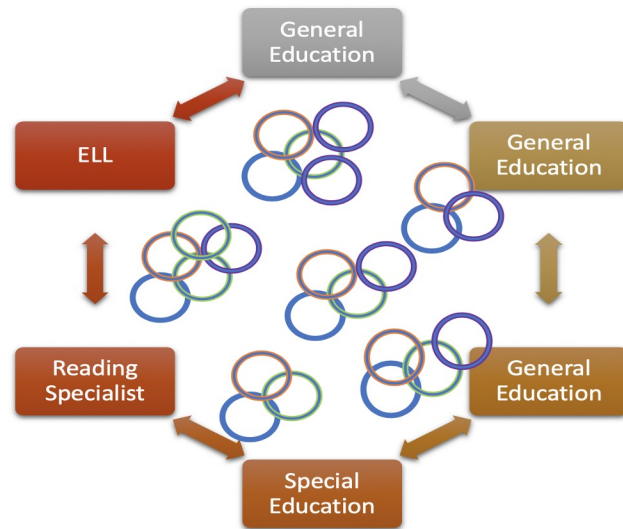 General
Education
ELL
General
Education
Reading
Specialist
General
Education
Special
Education